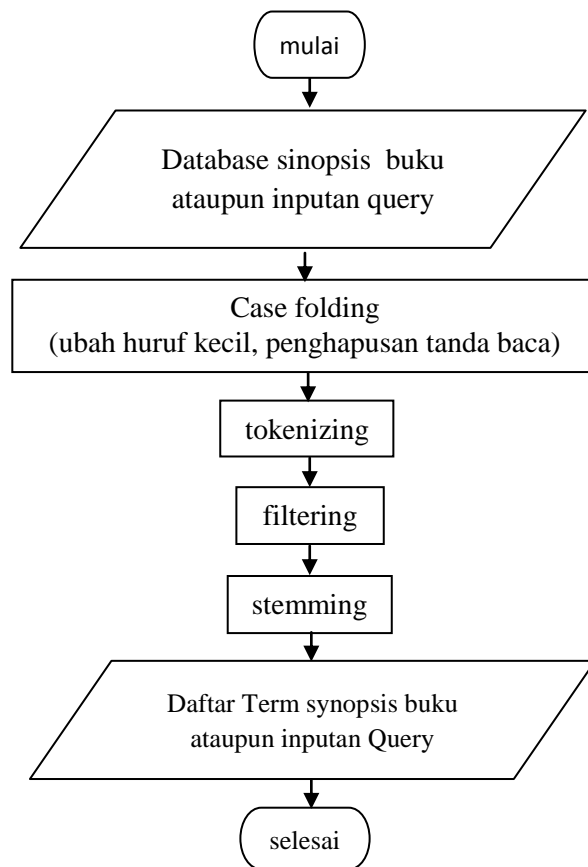 mulai
Database sinopsis buku
ataupun inputan query
Case folding
(ubah huruf kecil, penghapusan tanda baca)
tokenizing
filtering
stemming
Daftar Term synopsis buku
ataupun inputan Query
selesai